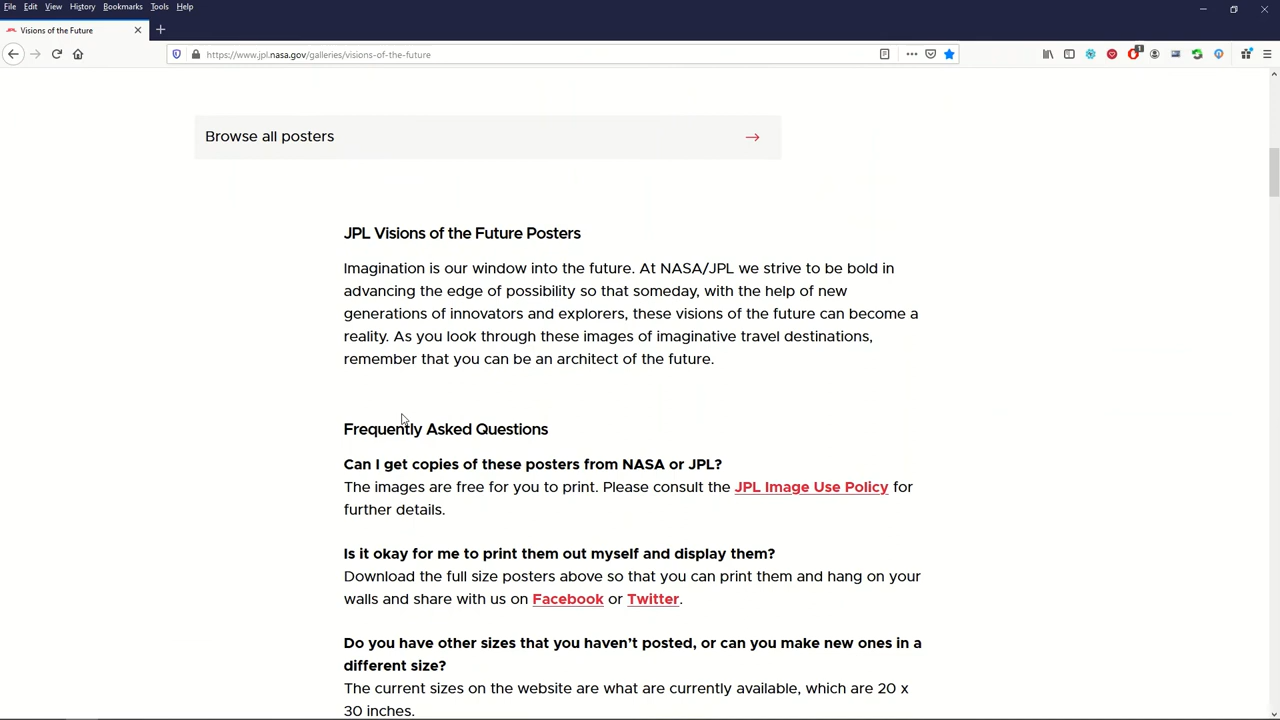 File Edit View History Bookmarks Tools Help
Visions of the Future
https://www.jpl.nasa.gov/galleries/visions-of-the-future
1
Browse all posters
JPL Visions of the Future Posters
Imagination is our window into the future. At NASA/JPL we strive to be bold in
advancing the edge of possibility so that someday, with the help of new
generations of innovators and explorers, these visions of the future can become a
reality. As you look through these images of imaginative travel destinations,
remember that you can be an architect of the future.
Frequently Asked Questions
Can I get copies of these posters from NASA or JPL?
The images are free for you to print. Please consult the JPL Image Use Policy for
further details.
Is it okay for me to print them out myself and display them?
Download the full size posters above so that you can print them and hang on your
walls and share with us on Facebook or Twitter.
Do you have other sizes that you haven’t posted, or can you make new ones in a
different size?
The current sizes on the website are what are currently available, which are 20 x
30 inches.